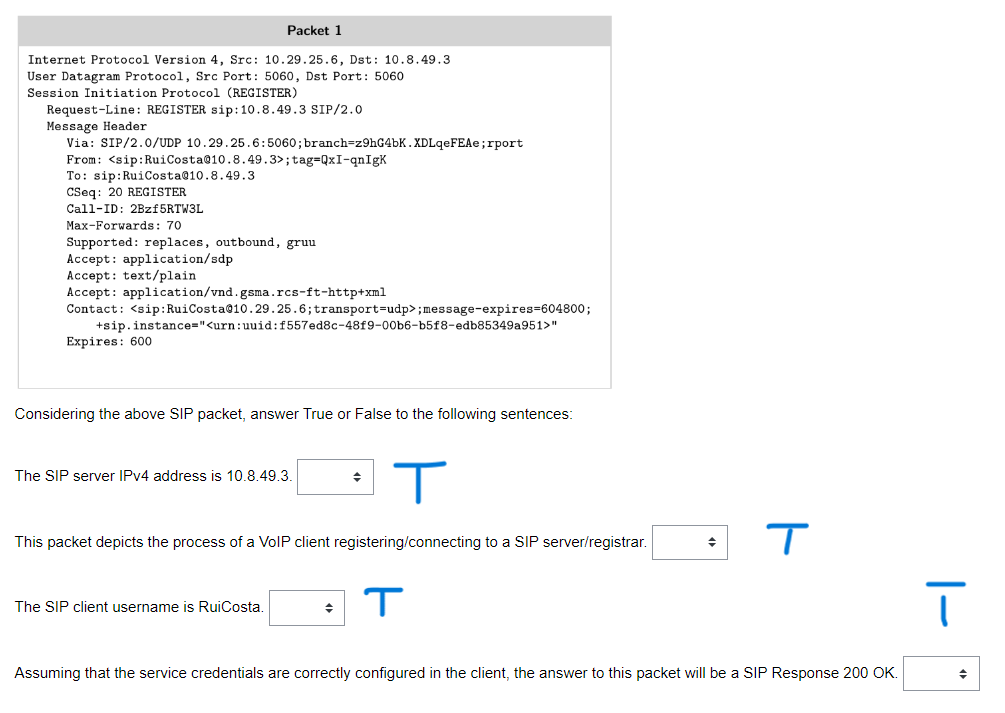 Packet 1
Internet Protocol Version 4, Src: 10.29.25.6, Dst: 10.8.49.3
User Datagram Protocol, Src Port: 5060, Dst Port: 5060
Session Initiation Protocol (REGISTER)
Request-Line: REGISTER sip:10.8.49.3 SIP/2.0
Message Header
Via: SIP/2.0/UDP 10.29.25.6:5060;branch=z9hG4bK.XDLqeFEAe;rport
From: <sip:RuiCosta@10.8.49.3>;tag=QxI-qnIgK
To: sip:RuiCosta@10.8.49.3
CSeq: 20 REGISTER
Call-ID: 2Bzf5RTW3L
Max-Forwards: 70
Supported: replaces, outbound, gruu
Accept: application/sdp
Accept: text/plain
Accept: application/vnd.gsma.rcs-ft-http+xml
Contact: <sip:RuiCosta@10.29.25.6;transport=udp>;message-expires=604800;
+sip.instance="<urn:uuid:f557ed8c-48f9-00b6-b5f8-edb85349a951>"
Expires: 600
Considering the above SIP packet, answer True or False to the following sentences:
The SIP server IPv4 address is 10.8.49.3. T
This packet depicts the process of a VoIP client registering/connecting to a SIP server/registrar. T
The SIP client username is RuiCosta. T
T
Assuming that the service credentials are correctly configured in the client, the answer to this packet will be a SIP Response 200 OK.